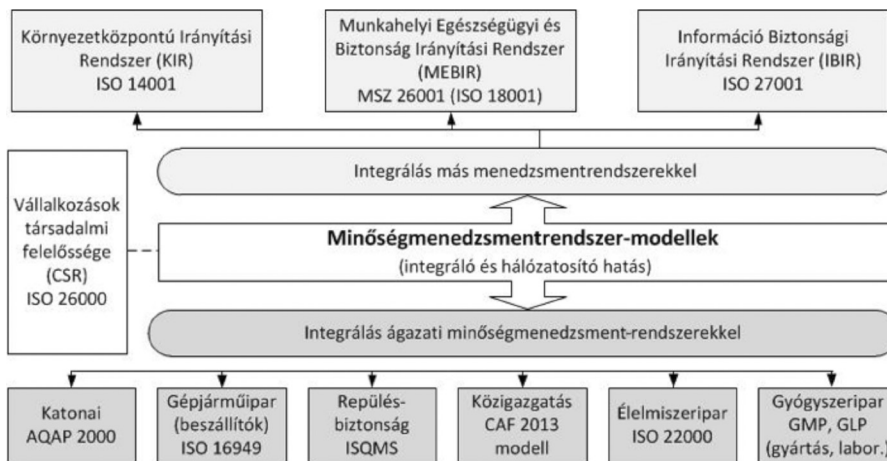 Környezetközpontú Irányítási
Rendszer (KIR)
ISO 14001
Munkahelyi Egészségügyi és
Biztonság Irányítási Rendszer
(MEBIR)
MSZ 26001 (ISO 18001)
Információ Biztonsági
Irányítási Rendszer (IBIR)
ISO 27001
Integrálás más menedzsmentrendszerekkel
Vállalkozások
társadalmi
felelőssége
(CSR)
ISO 26000
Minőségmenedzsmentrendszer-modellek
(integráló és hálózatosító hatás)
Integrálás ágazati minőségmenedzsment-rendszerekkel
Katonai
AQAP 2000
Gépjárműipar
(beszállítók)
ISO 16949
Repülés-
biztonság
ISQMS
Közigazgatás
CAF 2013
modell
Élelmiszeripar
ISO 22000
Gyógyszeripar
GMP, GLP
(gyártás, labor.)